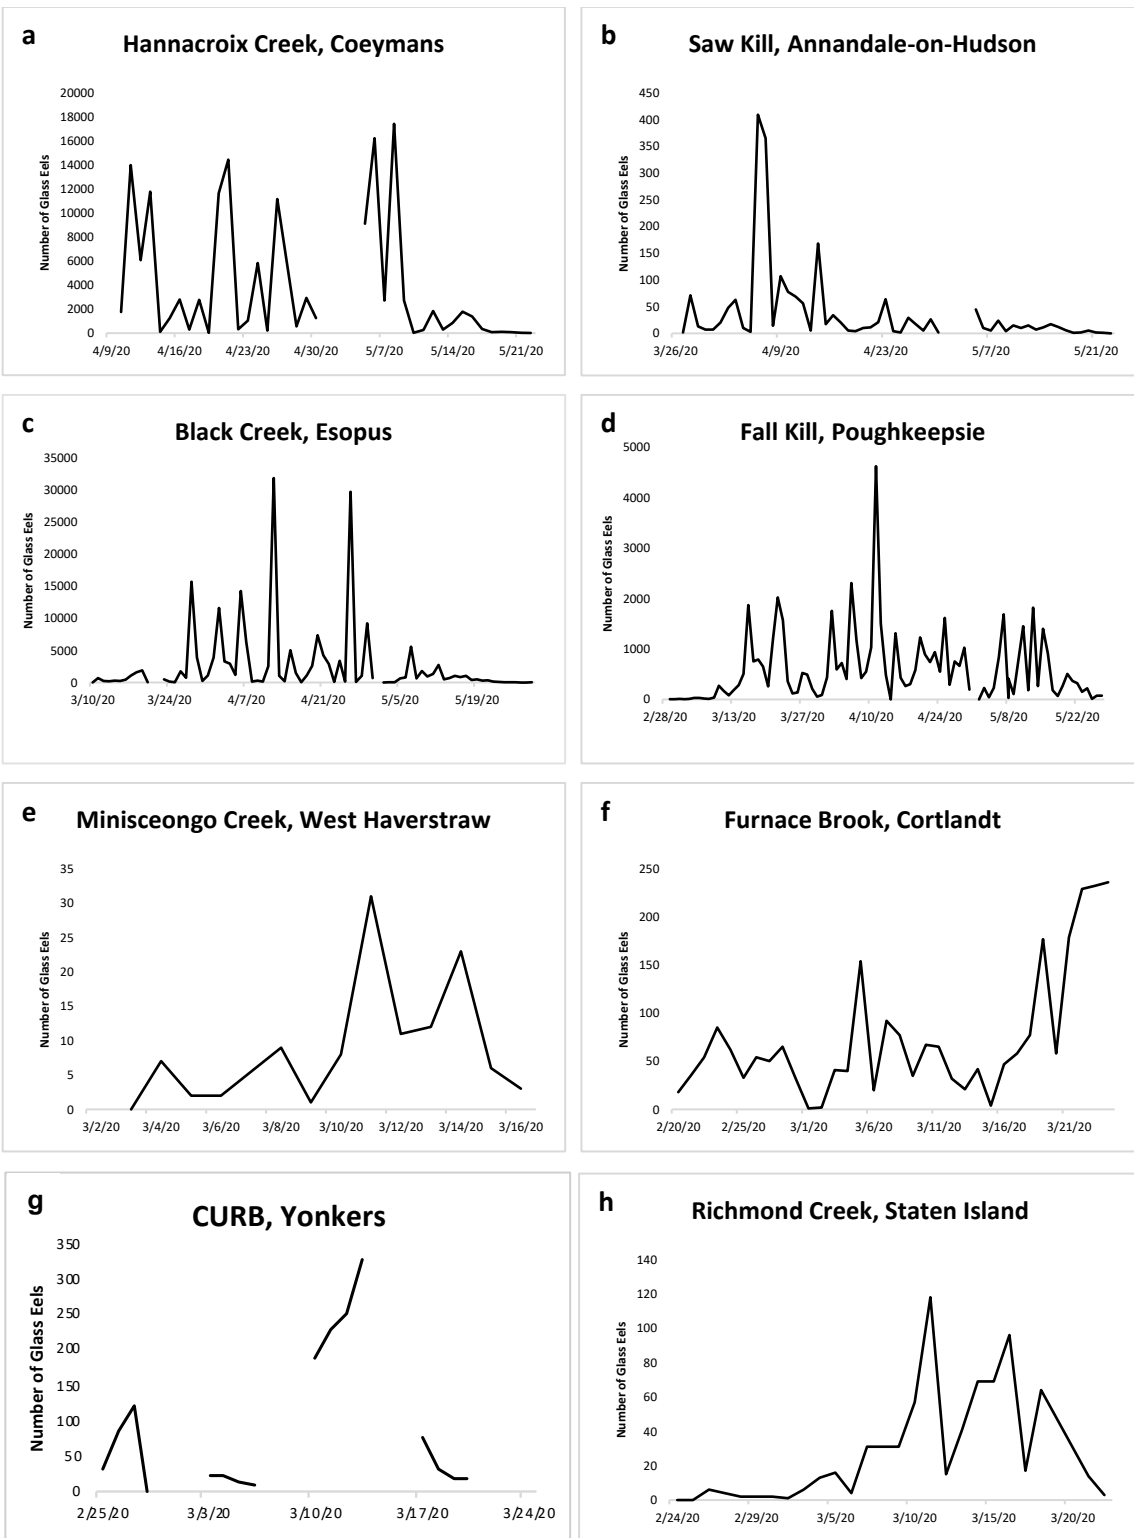 a
Hannacroix Creek, Coeymans
Number of Glass Eels
20000
18000
16000
14000
12000
10000
8000
6000
4000
2000
0
4/9/20 4/16/20 4/23/20 4/30/20 5/7/20 5/14/20 5/21/20
b
Saw Kill, Annandale-on-Hudson
Number of Glass Eels
450
400
350
300
250
200
150
100
50
0
3/26/20 4/9/20 4/23/20 5/7/20 5/21/20
c
Black Creek, Esopus
Number of Glass Eels
35000
30000
25000
20000
15000
10000
5000
0
3/10/20 3/24/20 4/7/20 4/21/20 5/5/20 5/19/20
d
Fall Kill, Poughkeepsie
Number of Glass Eels
5000
4000
3000
2000
1000
0
2/28/20 3/13/20 3/27/20 4/10/20 4/24/20 5/8/20 5/22/20
e
Minisceongo Creek, West Haverstraw
Number of Glass Eels
35
30
25
20
15
10
5
0
3/2/20 3/4/20 3/6/20 3/8/20 3/10/20 3/12/20 3/14/20 3/16/20
f
Furnace Brook, Cortlandt
Number of Glass Eels
250
200
150
100
50
0
2/20/20 2/25/20 3/1/20 3/6/20 3/11/20 3/16/20 3/21/20
g
CURB, Yonkers
Number of Glass Eels
350
300
250
200
150
100
50
0
2/25/20 3/3/20 3/10/20 3/17/20 3/24/20
h
Richmond Creek, Staten Island
Number of Glass Eels
140
120
100
80
60
40
20
0
2/24/20 2/29/20 3/5/20 3/10/20 3/15/20 3/20/20